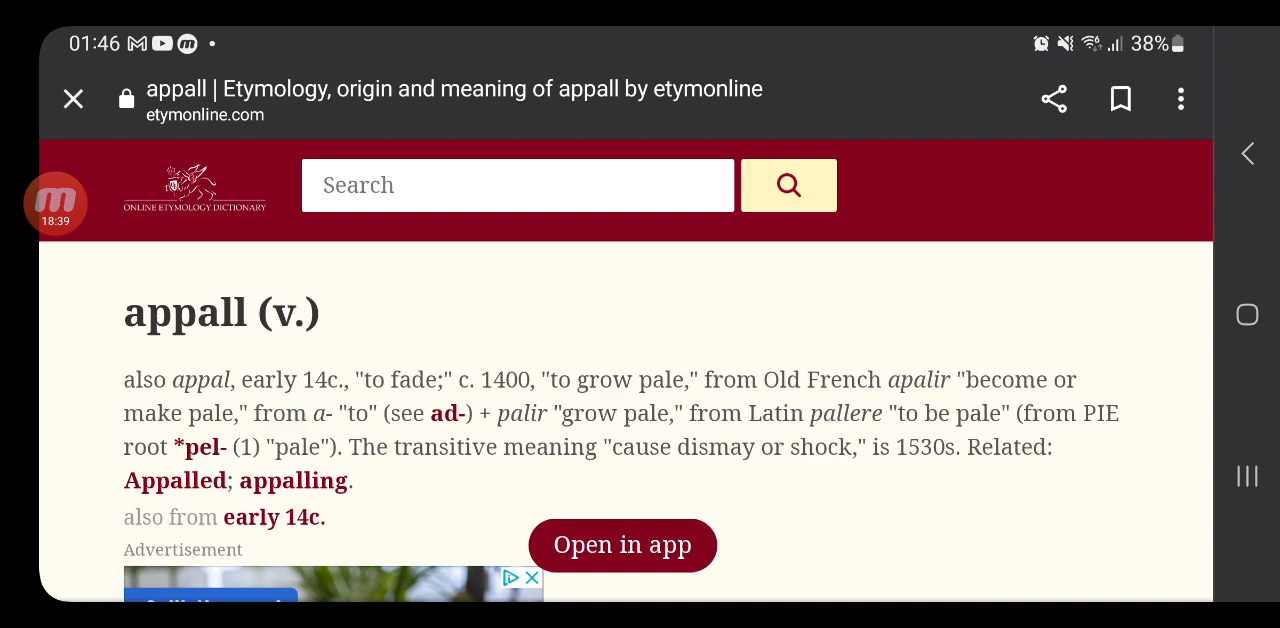 01:46 38%
appall | Etymology, origin and meaning of appall by etymonline
etymonline.com
m
18:39
ONLINE ETYMOLOGY DICTIONARY
Search
appall (v.)
also appal, early 14c., "to fade;" c. 1400, "to grow pale," from Old French apalir "become or
make pale," from a- "to" (see ad-) + palir "grow pale," from Latin pallere "to be pale" (from PIE
root *pel- (1) "pale"). The transitive meaning "cause dismay or shock," is 1530s. Related:
Appalled; appalling.
also from early 14c.
Open in app
Advertisement